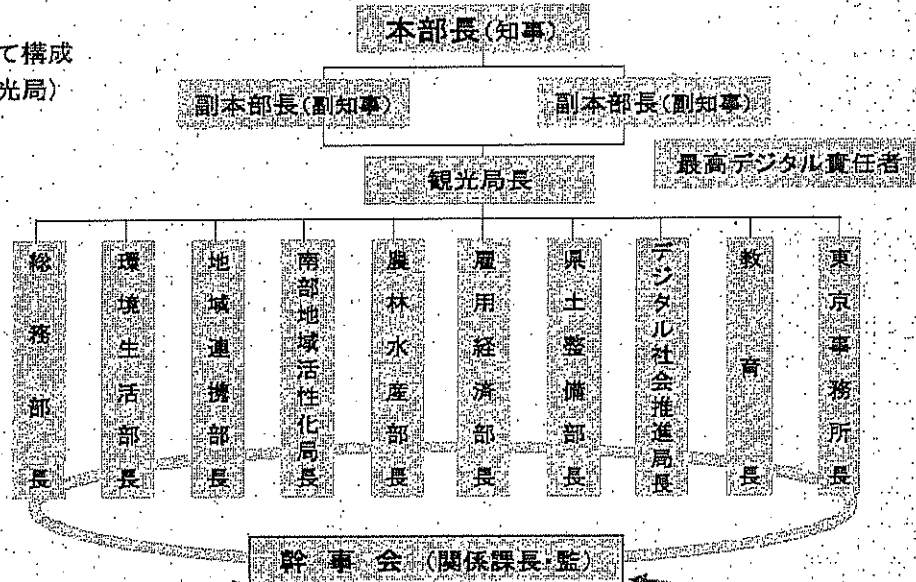 本部長(知事)
て構成
光局)
副本部長(副知事)
副本部長(副知事)
最高デジタル責任者
観光局長
総務部長
環境生活部長
地域連携部長
南部地域活性化局長
農林水産部長
雇用経済部長
県土整備部長
デジタル社会推進局長
教育長
東京事務所長
幹事会(関係課長・監)